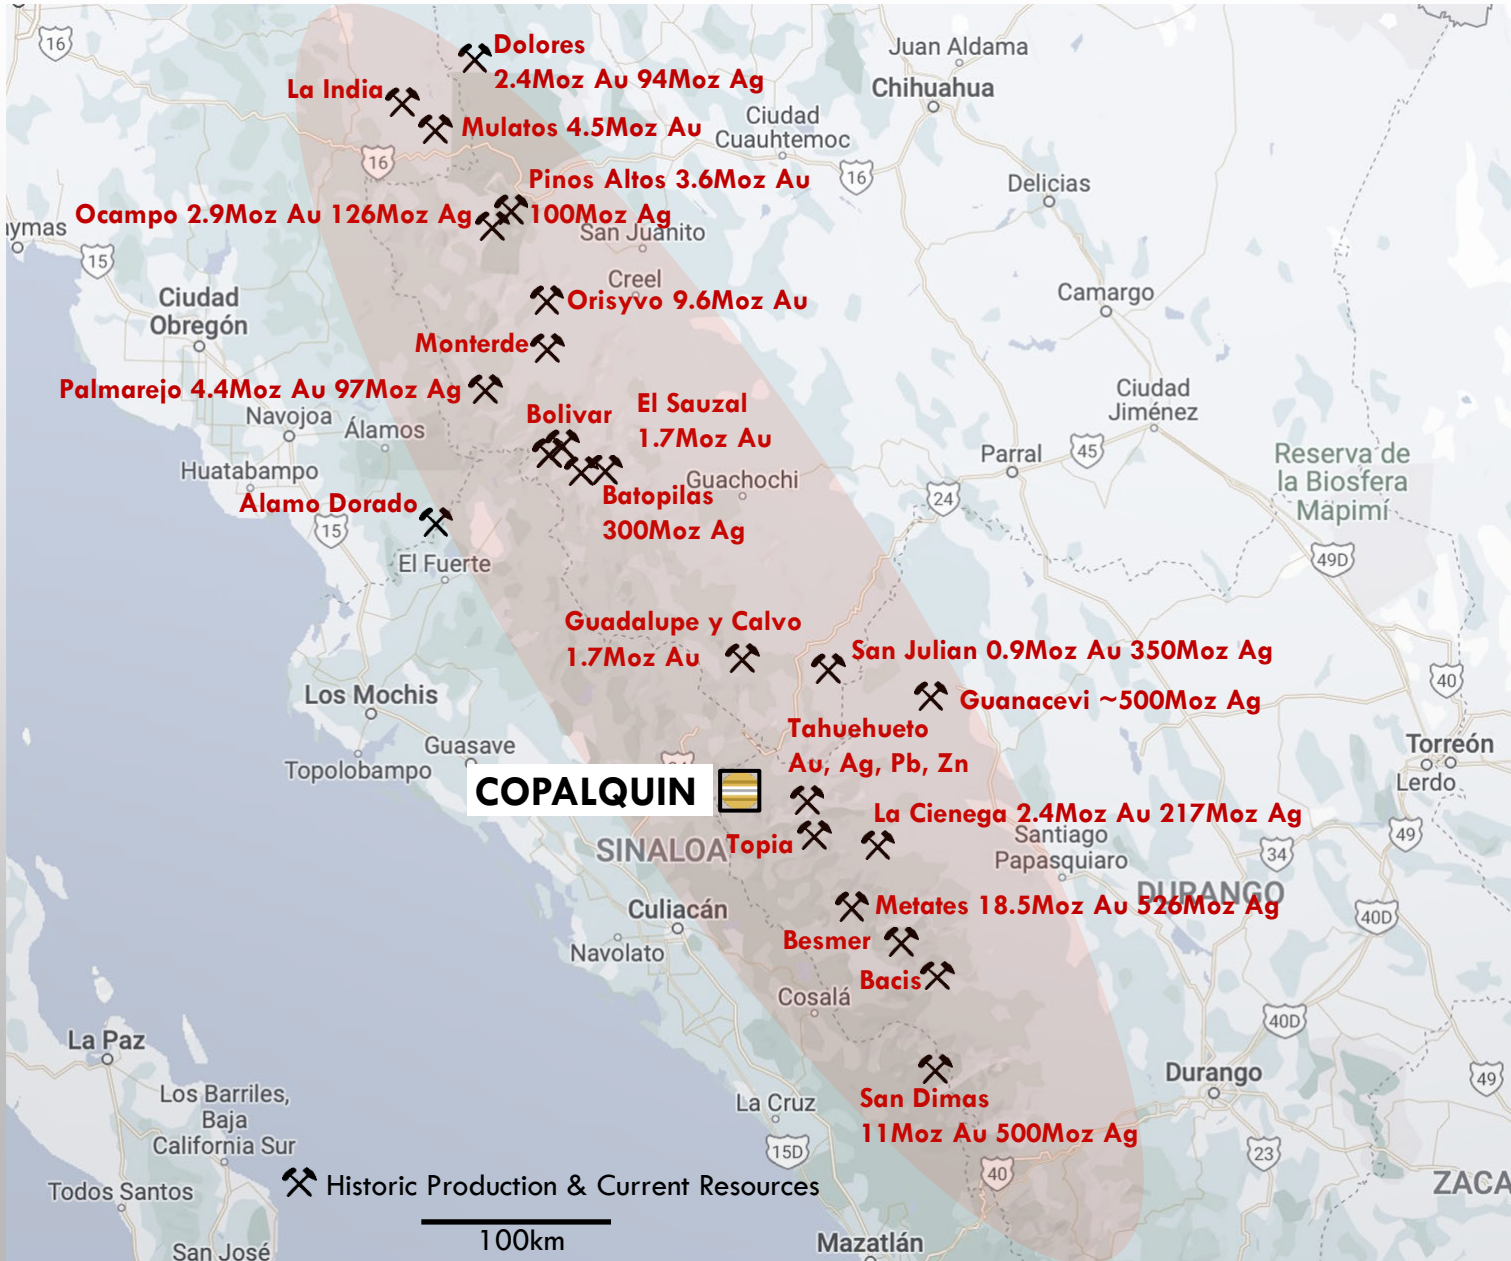 16
Dolores
2.4Moz Au 94Moz Ag
Juan Aldama
Chihuahua
La India
Mulatos 4.5Moz Au
Ciudad
Cuauhtemoc
16
16
Pinos Altos 3.6Moz Au
100Moz Ag
Delicias
Ocampo 2.9Moz Au 126Moz Ag
San Juanito
ymas
15
Creel
Ciudad
Obregón
Orisyvo 9.6Moz Au
Camargo
Monterde
Palmarejo 4.4Moz Au 97Moz Ag
Navojoa
Álamos
Bolivar
El Sauzal
1.7Moz Au
Ciudad
Jiménez
Parral
45
Reserva de
la Biosfera
Mapimí
Huatabampo
Guachochi
Batopilas
300Moz Ag
24
Alamo Dorado
15
El Fuerte
49D
Guadalupe y Calvo
1.7Moz Au
San Julian 0.9Moz Au 350Moz Ag
Guanacevi ~500Moz Ag
40
Los Mochis
Tahuehueto
Au, Ag, Pb, Zn
Guasave
Topolobampo
Torreón
Lerdo
COPALQUIN
La Cienega 2.4Moz Au 217Moz Ag
SINALOA
Topia
Santiago
Papasquiaro
34
49
DURANGO
Metates 18.5Moz Au 526Moz Ag
40D
Culiacán
Navolato
Besmer
Bacis
Cosalá
40D
La Paz
San Dimas
11Moz Au 500Moz Ag
Durango
49
Los Barriles,
Baja
California Sur
La Cruz
15D
23
40
Todos Santos
Historic Production & Current Resources
ZACA
100km
San José
Mazatlán